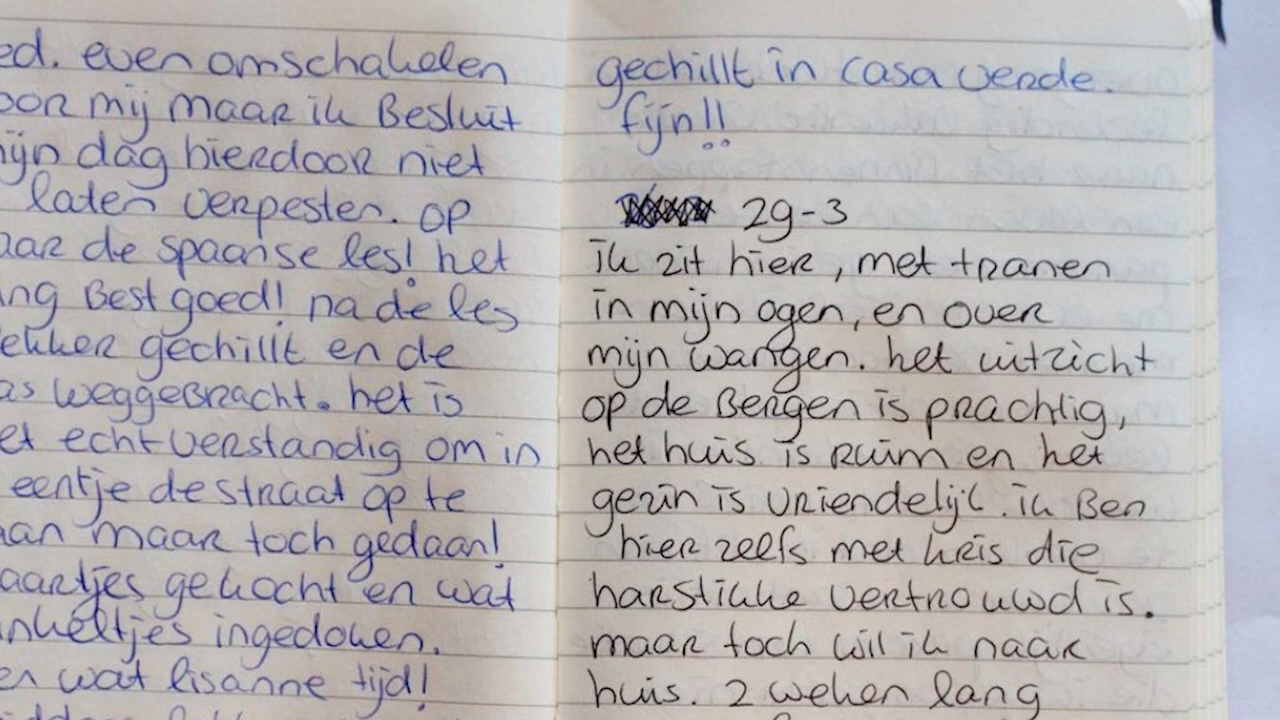 ed. even omschakelen
oor mij maar ik Besluit
ijn dag hierdoor niet
laten verpesten. op
aar de spaanse les! het
ng Best goed! na de les
ekker gechillt en de
as weggeBracht. het is
et echt verstandig om in
eentje de straat op te
aan maar toch gedaan!
aartjes gekocht en wat
nkeltjes ingedoken.
en wat lisanne tijd!
gechillt in casa verde.
fijn!!
29-3
ik zit hier, met tranen
in mijn ogen, en over
mijn wangen. het uitzicht
op de Bergen is prachtig,
het huis is ruim en het
gezin is vriendelijk. ik Ben
hier zelfs met kris die
harstikke vertrouwd is.
maar toch wil ik naar
huis. 2 weken lang